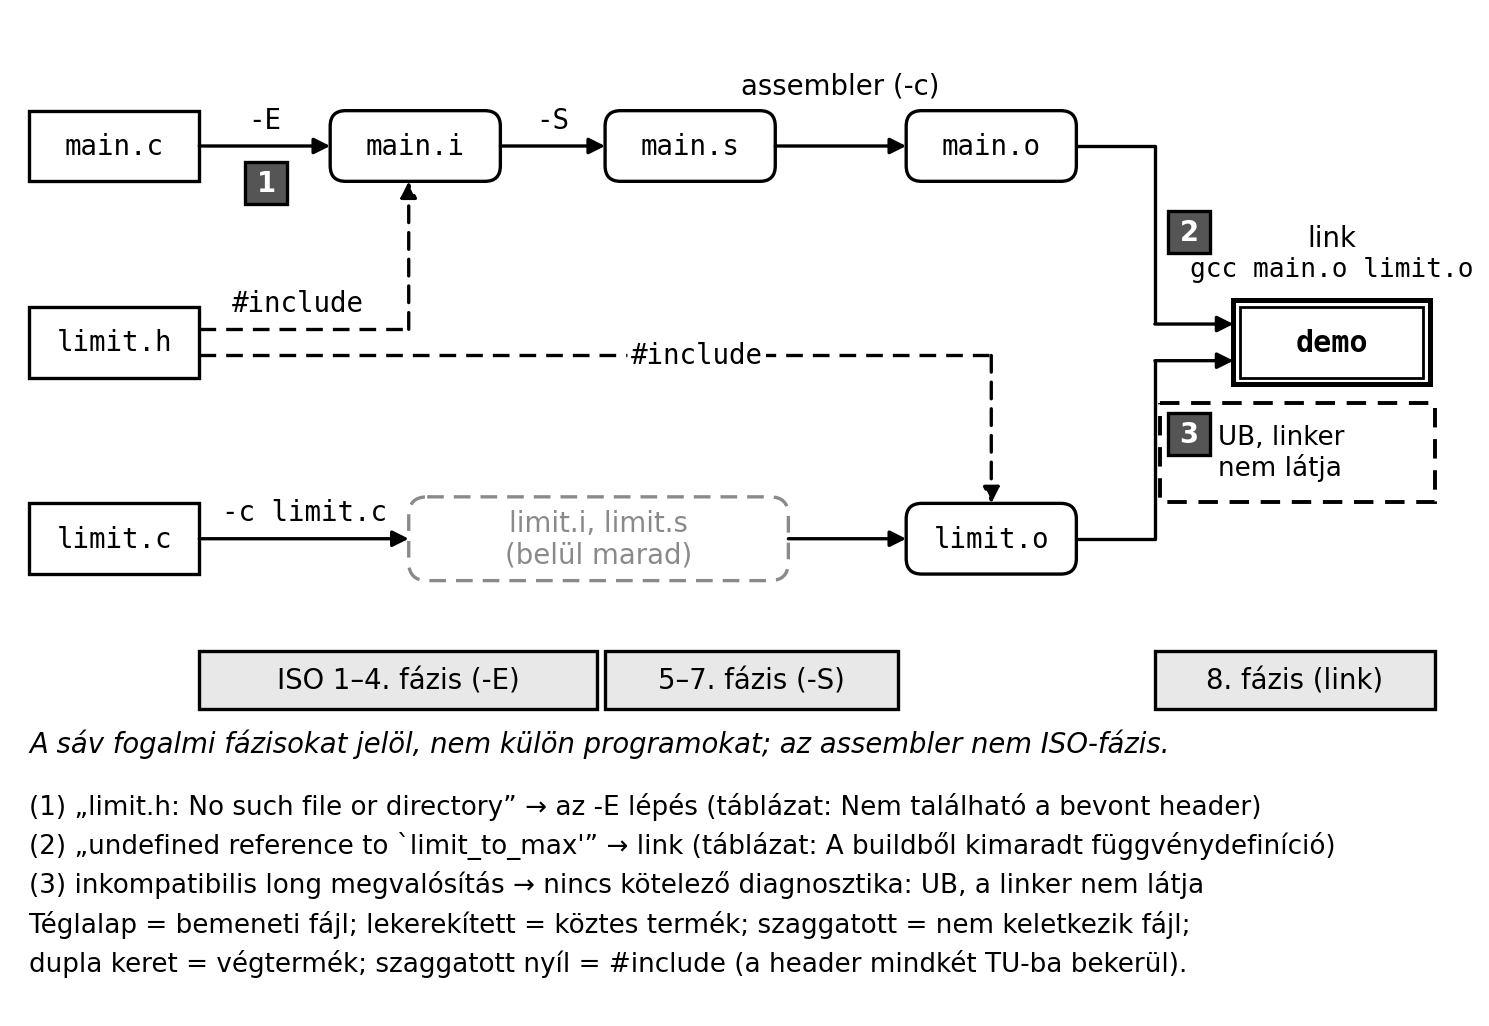 assembler (-c)
-E
-S
main.c
main.i
main.s
main.o
1
2
link
gcc main.o limit.o
#include
limit.h
#include
demo
3
UB, linker
nem látja
-c limit.c
limit.c
limit.i, limit.s
(belül marad)
limit.o
ISO 1–4. fázis (-E)
5–7. fázis (-S)
8. fázis (link)
A sáv fogalmi fázisokat jelöl, nem külön programokat; az assembler nem ISO-fázis.
(1) „limit.h: No such file or directory” → az -E lépés (táblázat: Nem található a bevont header)
(2) „undefined reference to `limit_to_max'” → link (táblázat: A buildből kimaradt függvénydefiníció)
(3) inkompatibilis long megvalósítás → nincs kötelező diagnosztika: UB, a linker nem látja
Téglalap = bemeneti fájl; lekerekített = köztes termék; szaggatott = nem keletkezik fájl;
dupla keret = végtermék; szaggatott nyíl = #include (a header mindkét TU-ba bekerül).